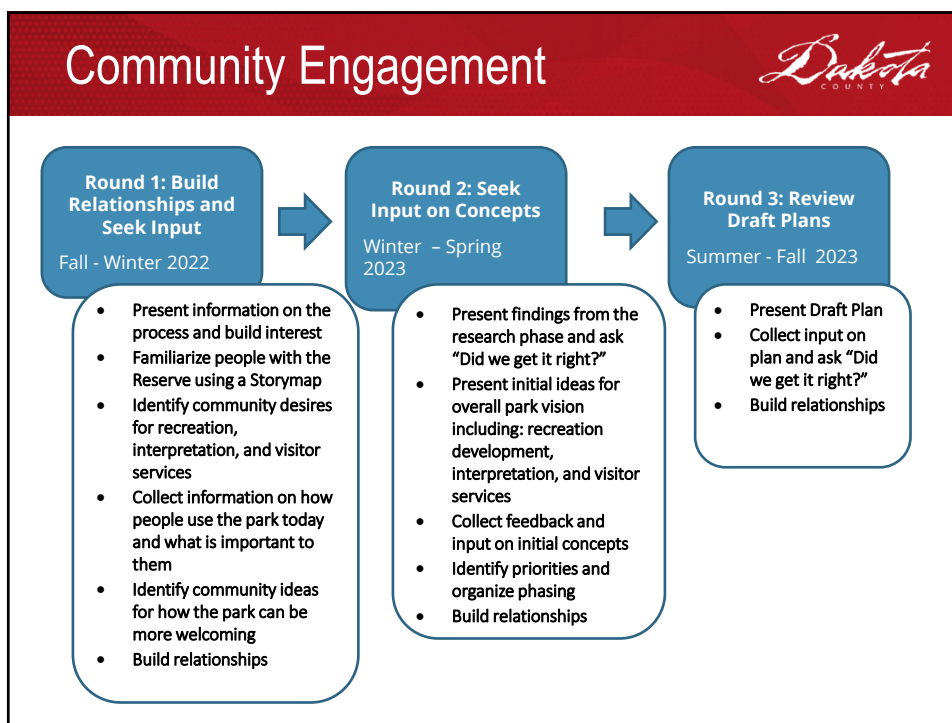 Community Engagement
Dakota
COUNTY
Round 1: Build
Relationships and
Seek Input
Fall - Winter 2022
• Present information on the
process and build interest
• Familiarize people with the
Reserve using a Storymap
• Identify community desires
for recreation,
interpretation, and visitor
services
• Collect information on how
people use the park today
and what is important to
them
• Identify community ideas
for how the park can be
more welcoming
• Build relationships
Round 2: Seek
Input on Concepts
Winter – Spring
2023
• Present findings from the
research phase and ask
“Did we get it right?”
• Present initial ideas for
overall park vision
including: recreation
development,
interpretation, and visitor
services
• Collect feedback and
input on initial concepts
• Identify priorities and
organize phasing
• Build relationships
Round 3: Review
Draft Plans
Summer - Fall 2023
• Present Draft Plan
• Collect input on
plan and ask “Did
we get it right?”
• Build relationships